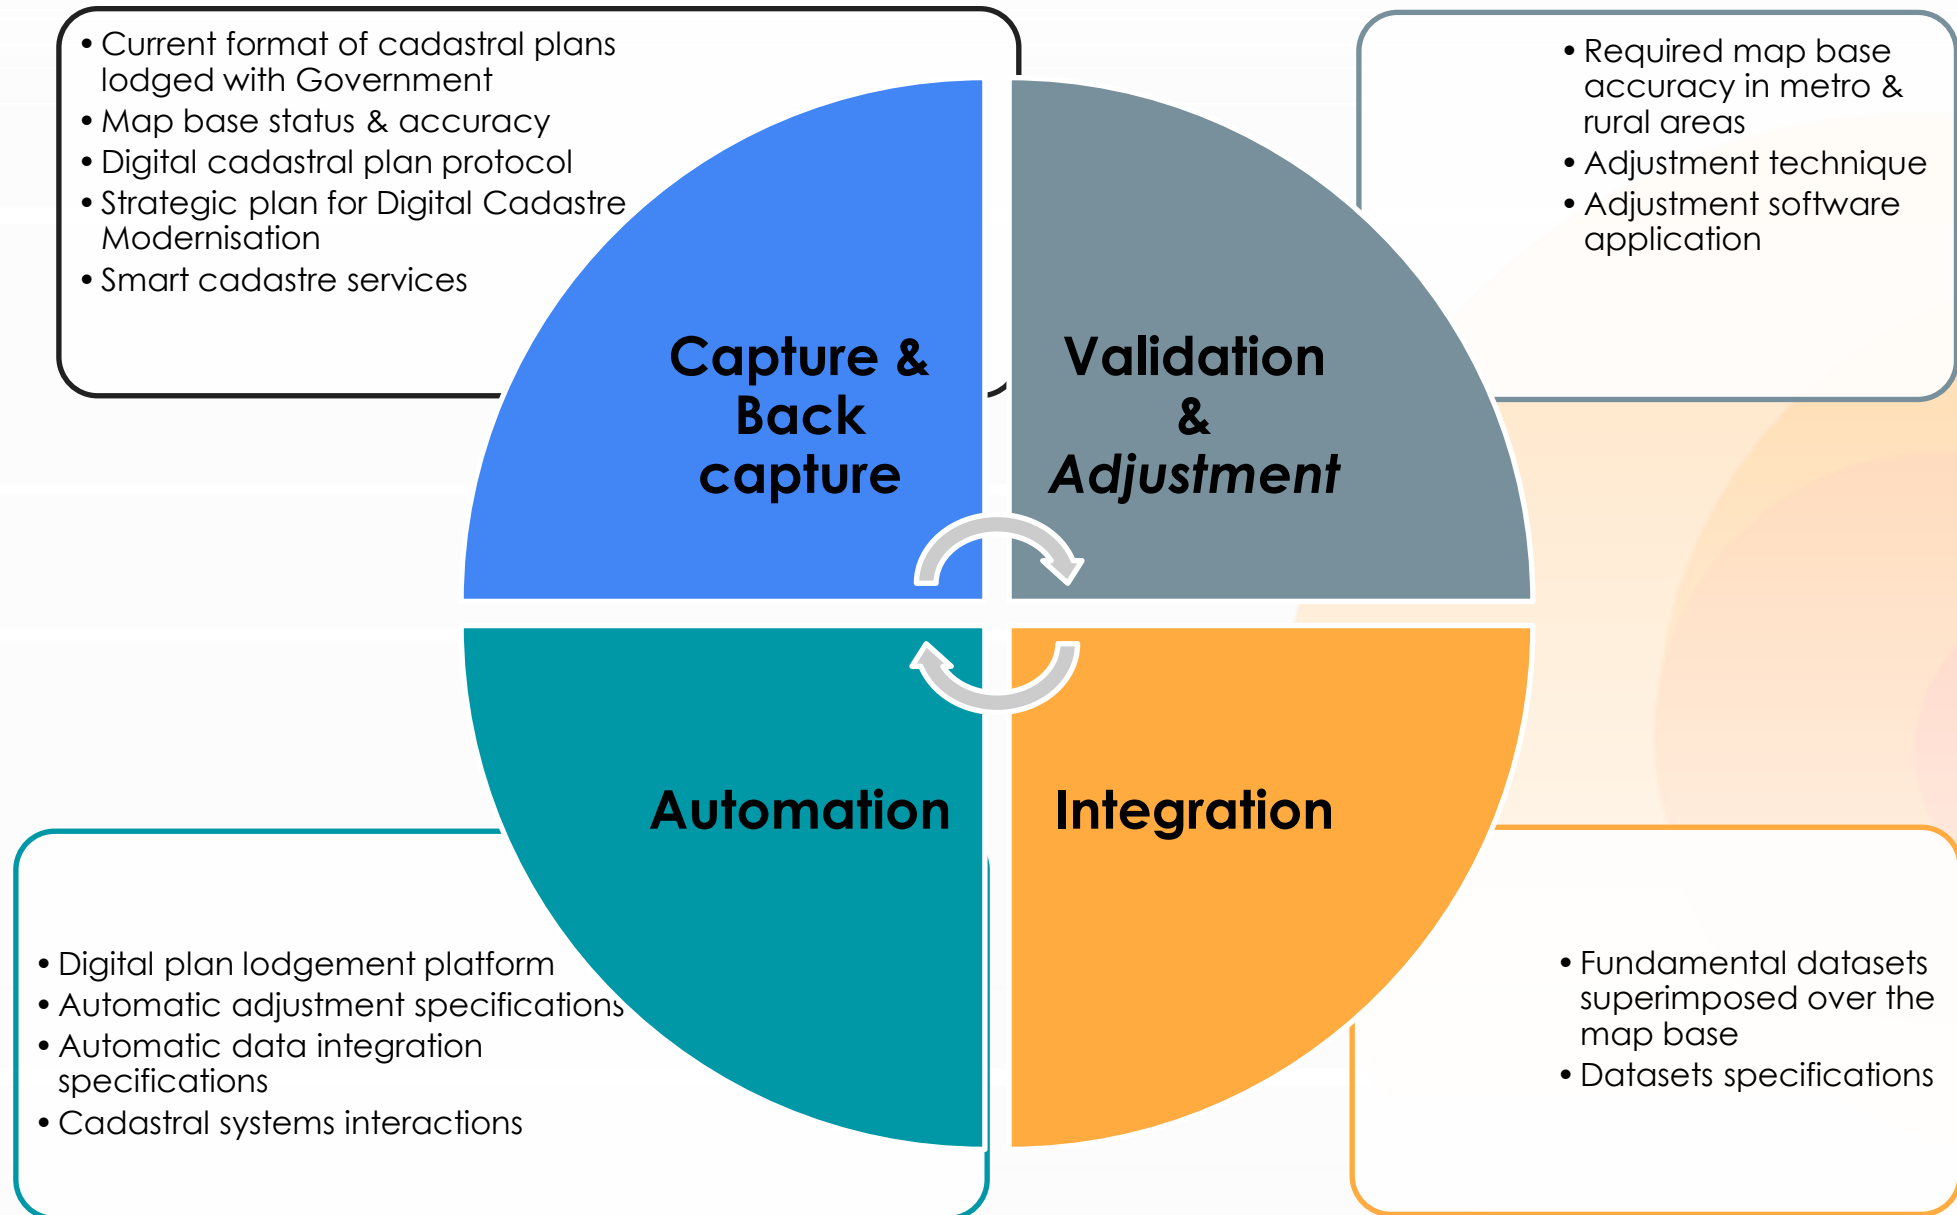 • Current format of cadastral plans
lodged with Government
• Map base status & accuracy
• Digital cadastral plan protocol
• Strategic plan for Digital Cadastre
Modernisation
• Smart cadastre services
• Required map base
accuracy in metro &
rural areas
• Adjustment technique
• Adjustment software
application
Capture &
Back
capture
Validation
&
Adjustment
Automation
Integration
• Digital plan lodgement platform
• Automatic adjustment specifications
• Automatic data integration
specifications
• Cadastral systems interactions
• Fundamental datasets
superimposed over the
map base
• Datasets specifications